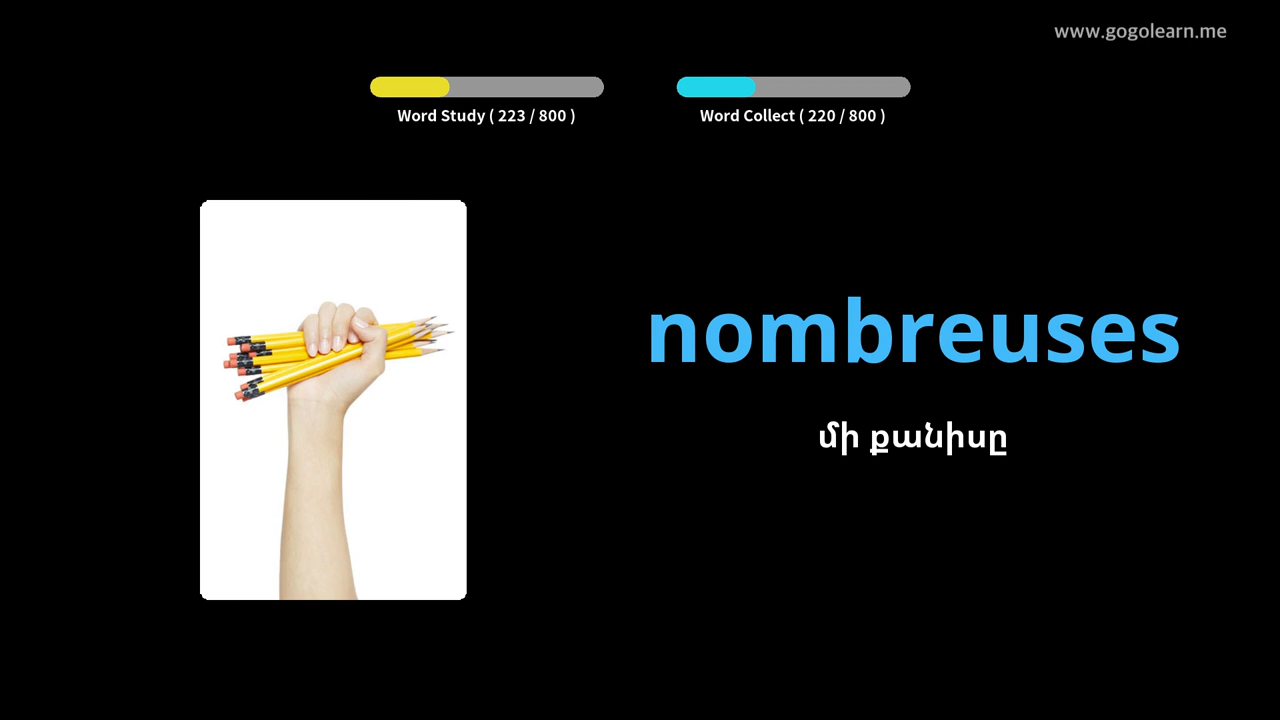 www.gogolearn.me
Word Study ( 223 / 800 )
Word Collect ( 220 / 800 )
nombreuses
մի քանիսը